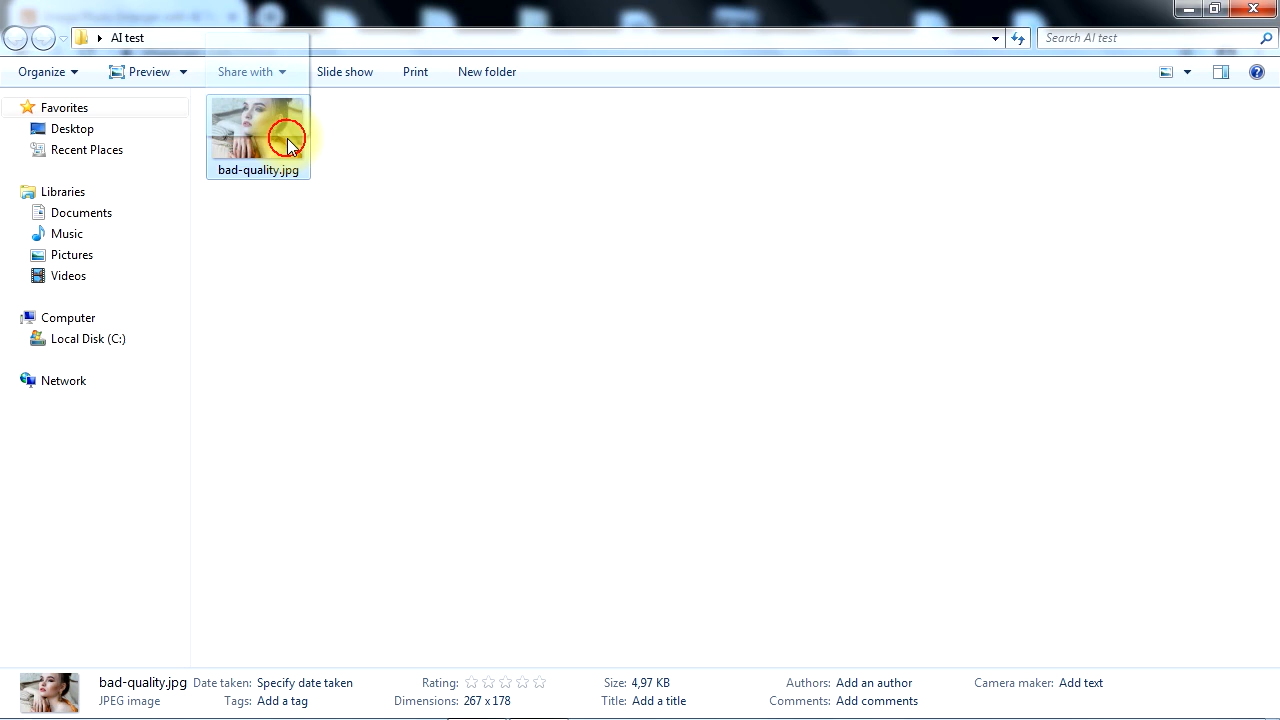 AI test
Search AI test
Organize Preview Share with Slide show Print New folder
Favorites
Desktop
Recent Places
Libraries
Documents
Music
Pictures
Videos
Computer
Local Disk (C:)
Network
bad-quality.jpg
bad-quality.jpg Date taken: Specify date taken Rating: Size: 4,97 KB Authors: Add an author Camera maker: Add text
JPEG image Tags: Add a tag Dimensions: 267 x 178 Title: Add a title Comments: Add comments